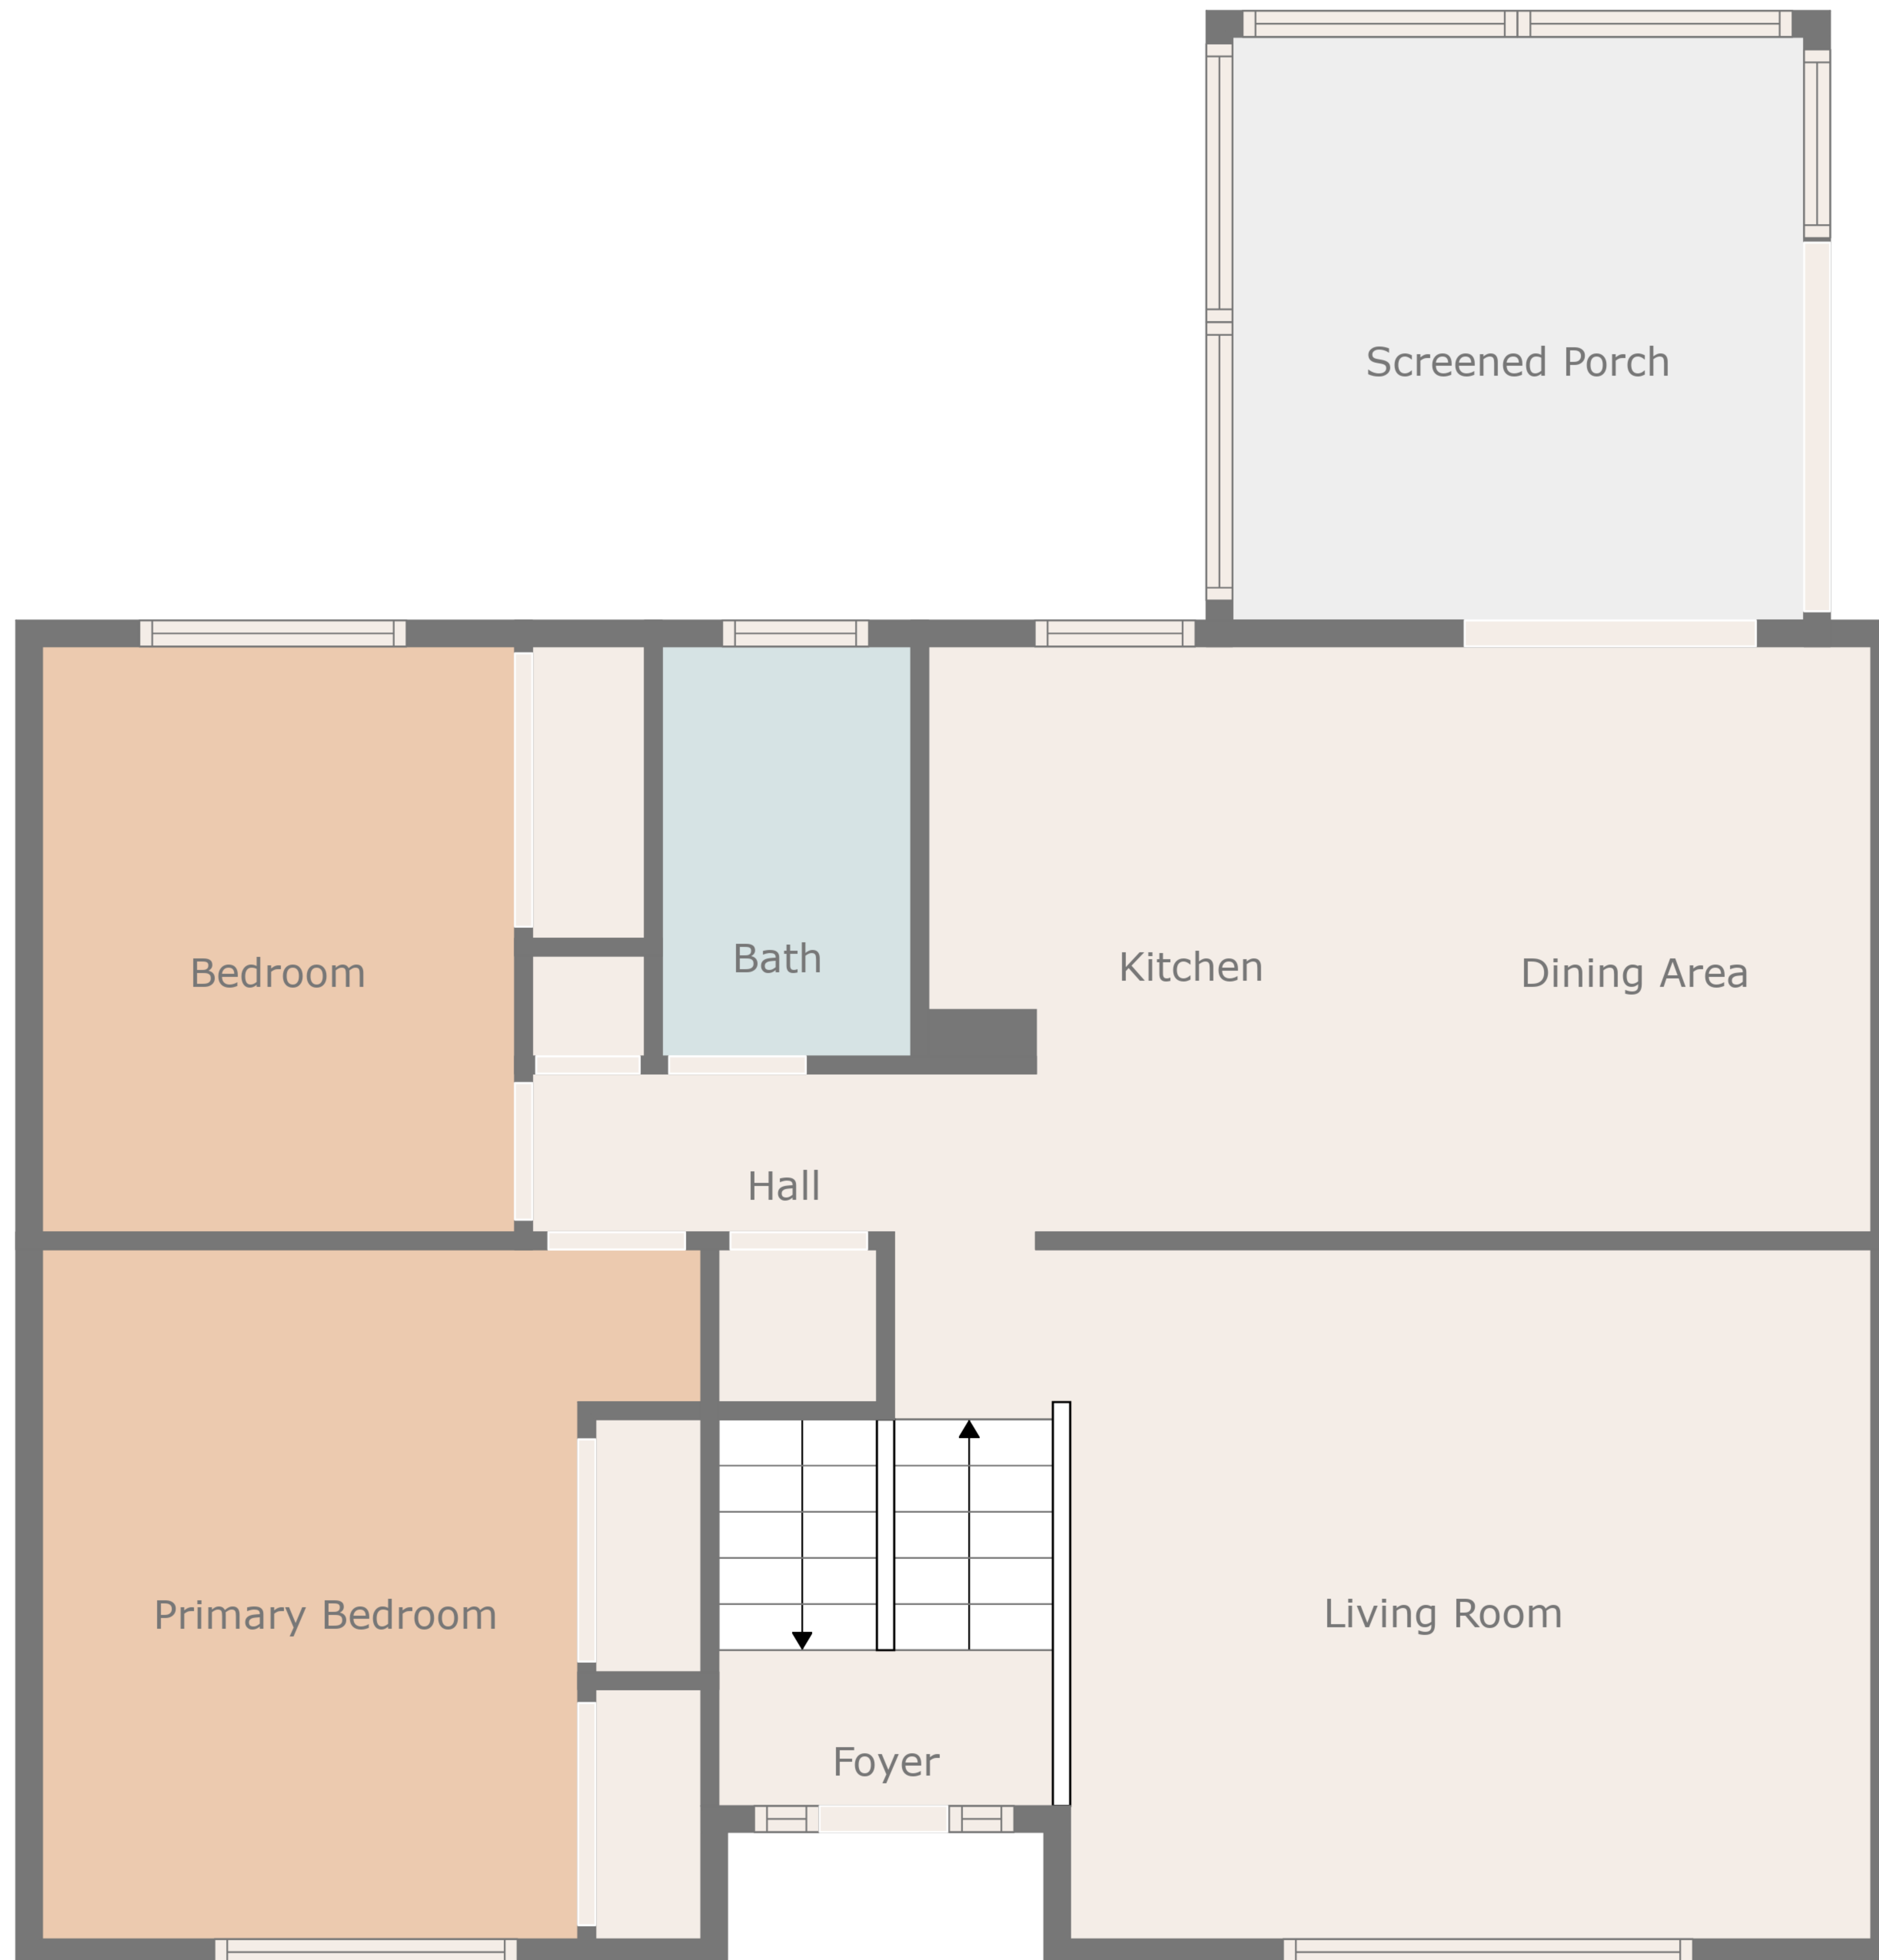 Screened Porch
Bedroom
Bath
Kitchen
Dining Area
Hall
Primary Bedroom
Living Room
Foyer